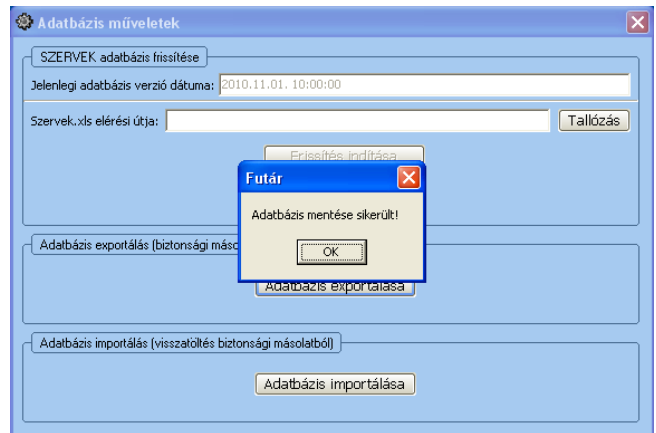 Adatbázis műveletek
SZERVEK adatbázis frissítése
Jelenlegi adatbázis verzió dátuma: 2010.11.01. 10:00:00
Szervek.xls elérési útja:
Tallózás
Frissítés indítása
Futár
Adatbázis mentése sikerült!
OK
Adatbázis exportálás (biztonsági
Adatbázis exportálása
Adatbázis importálás (visszatöltés biztonsági másolatból)
Adatbázis importálása